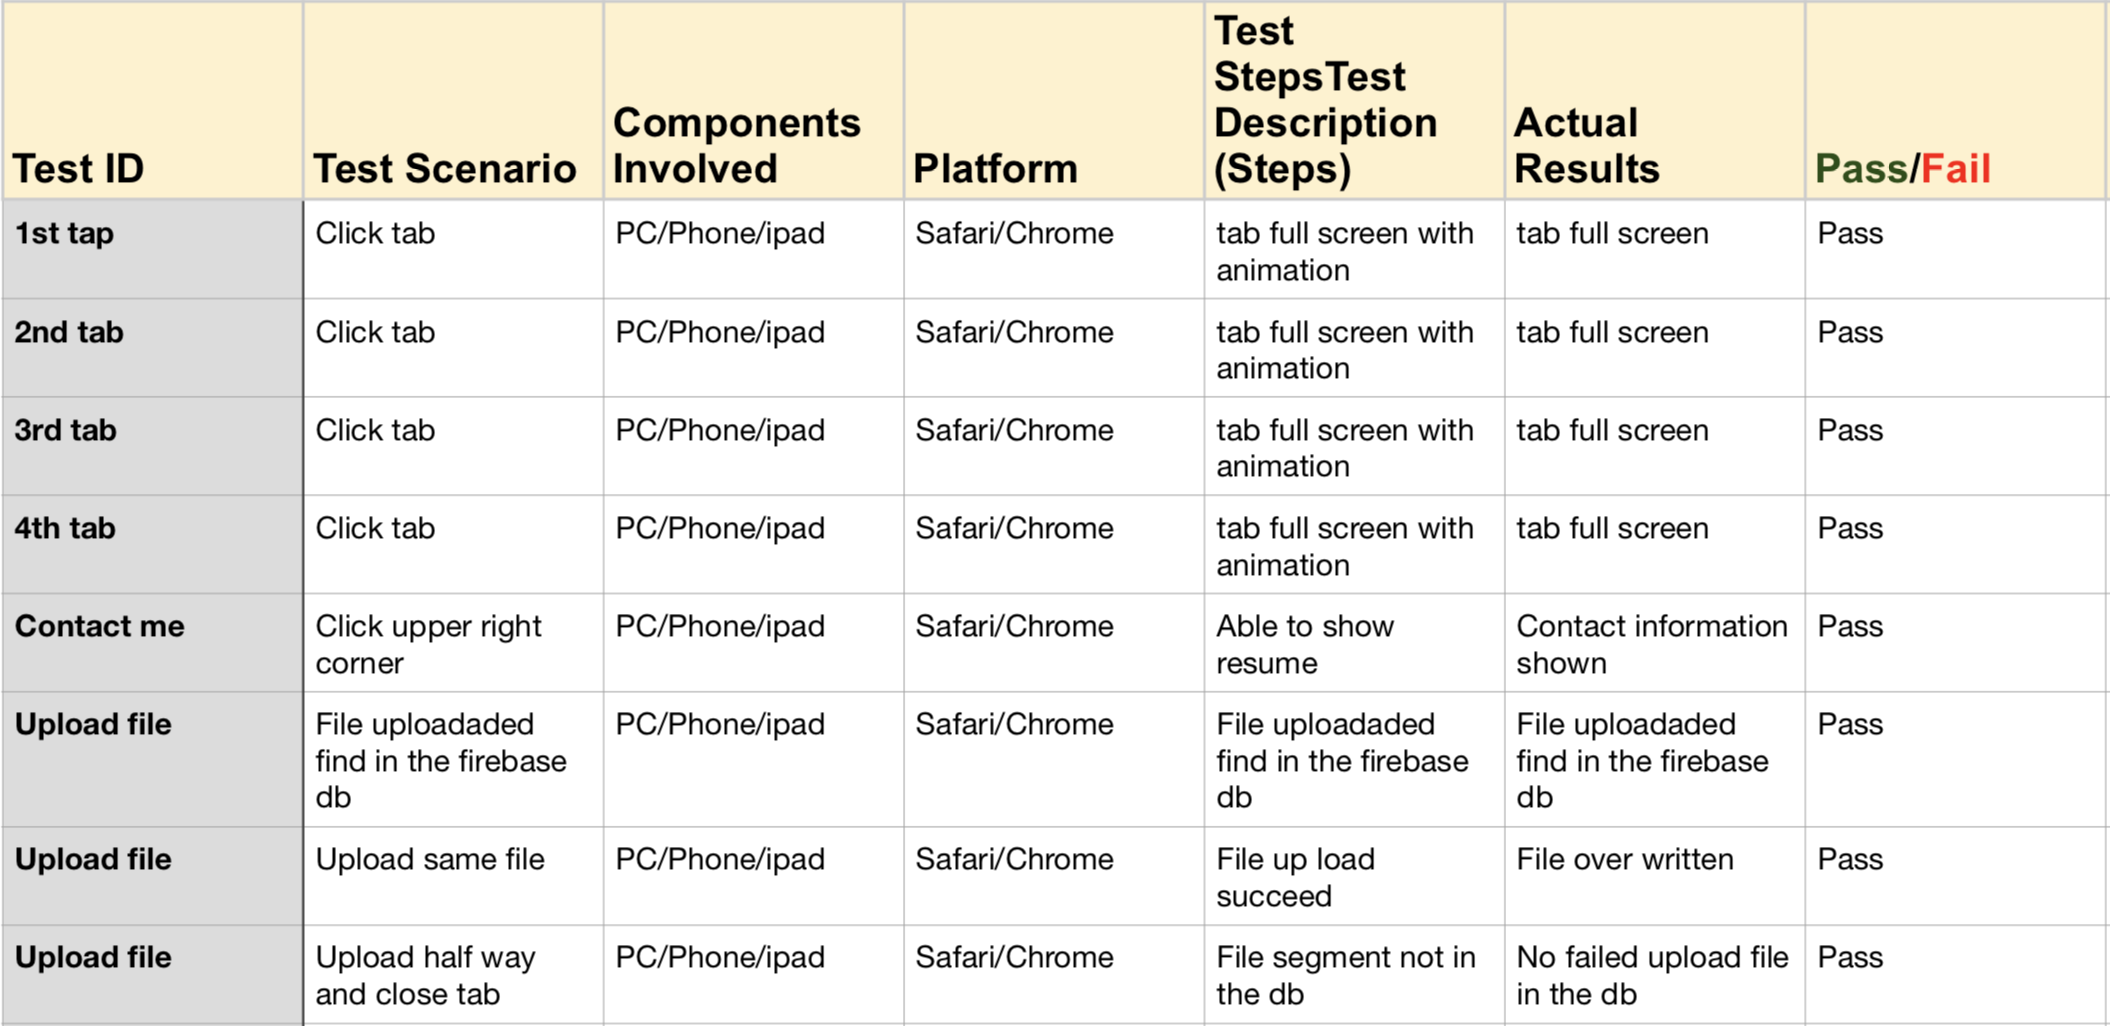 Test ID
Test Scenario
Components
Involved
Platform
Test
StepsTest
Description
(Steps)
Actual
Results
Pass/Fail
1st tap
Click tab
PC/Phone/ipad
Safari/Chrome
tab full screen with
animation
tab full screen
Pass
2nd tab
Click tab
PC/Phone/ipad
Safari/Chrome
tab full screen with
animation
tab full screen
Pass
3rd tab
Click tab
PC/Phone/ipad
Safari/Chrome
tab full screen with
animation
tab full screen
Pass
4th tab
Click tab
PC/Phone/ipad
Safari/Chrome
tab full screen with
animation
tab full screen
Pass
Contact me
Click upper right
corner
PC/Phone/ipad
Safari/Chrome
Able to show
resume
Contact information
shown
Pass
Upload file
File uploadaded
find in the firebase
db
PC/Phone/ipad
Safari/Chrome
File uploadaded
find in the firebase
db
File uploadaded
find in the firebase
db
Pass
Upload file
Upload same file
PC/Phone/ipad
Safari/Chrome
File up load
succeed
File over written
Pass
Upload file
Upload half way
and close tab
PC/Phone/ipad
Safari/Chrome
File segment not in
the db
No failed upload file
in the db
Pass